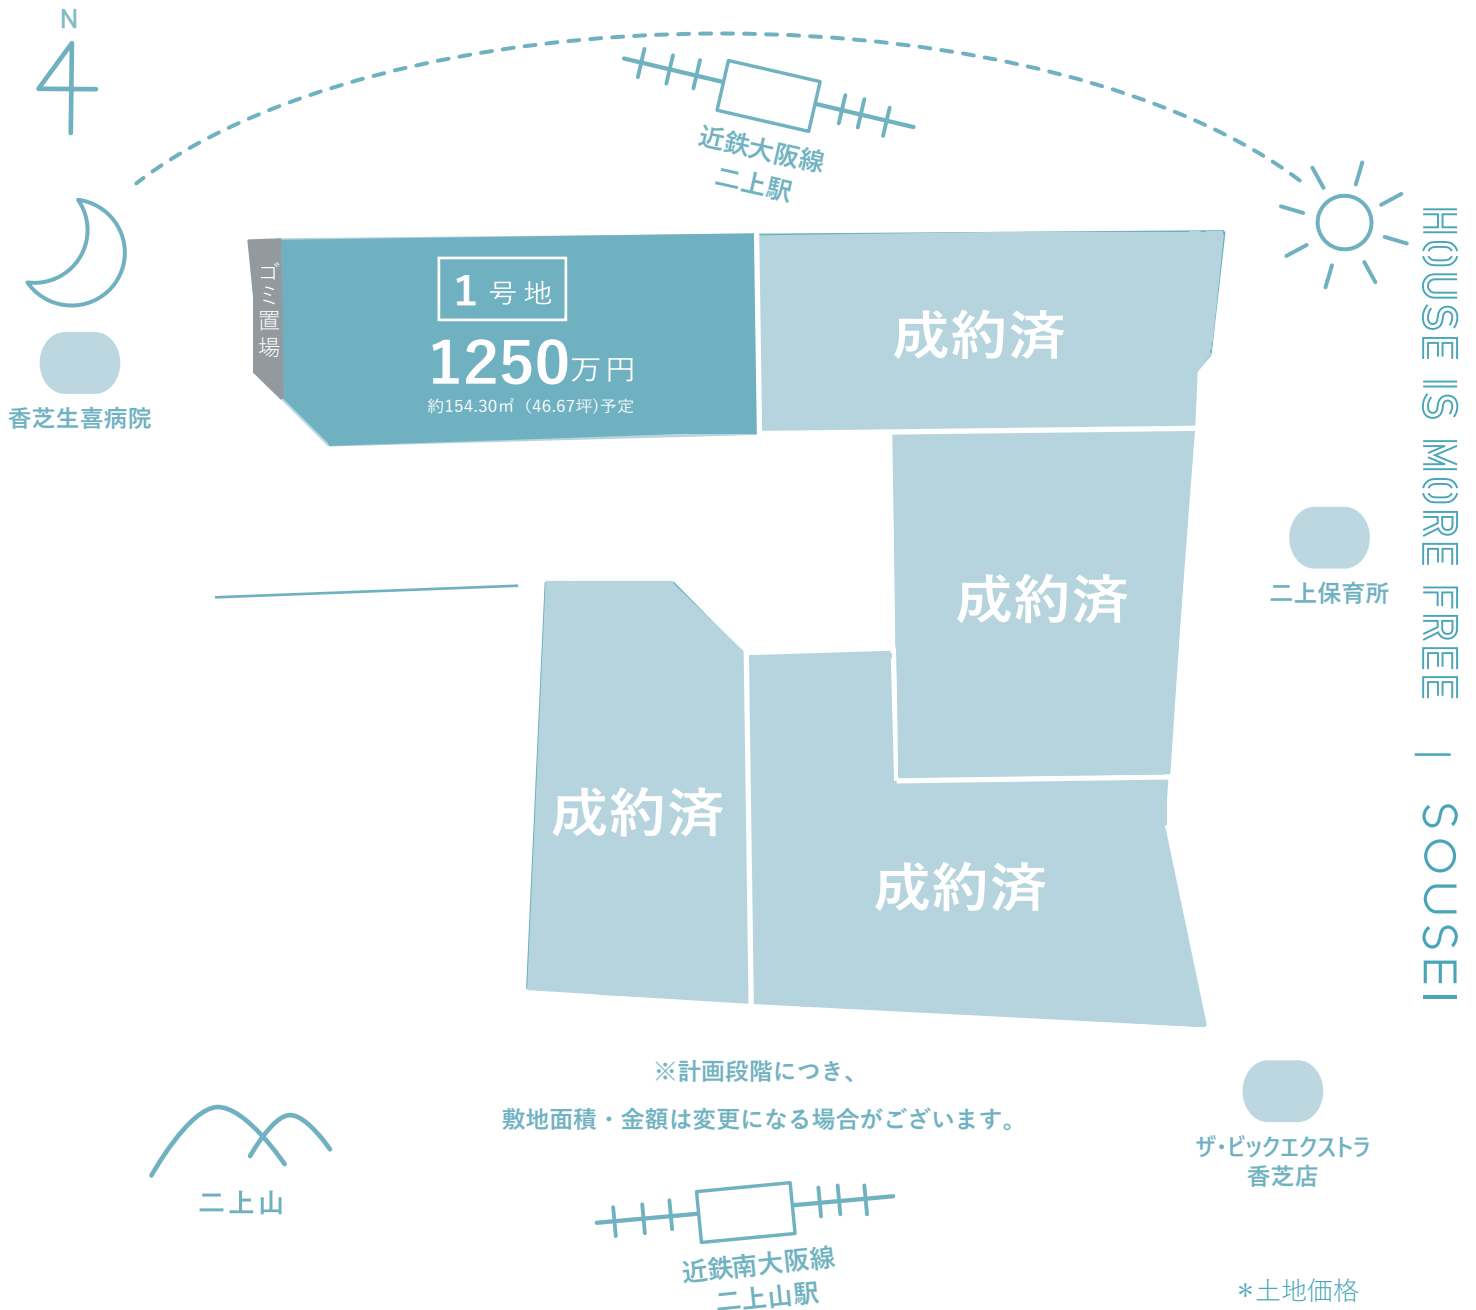 N
近鉄大阪線
二上駅
ゴミ置場
1 号地
1250万円
約154.30㎡（46.67坪)予定
成約済
香芝生喜病院
成約済
二上保育所
成約済
成約済
HOUSE IS MORE FREE | SOUSEI
※計画段階につき、
敷地面積・金額は変更になる場合がございます。
ザ・ビックエクストラ
香芝店
二上山
近鉄南大阪線
二上山駅
*土地価格